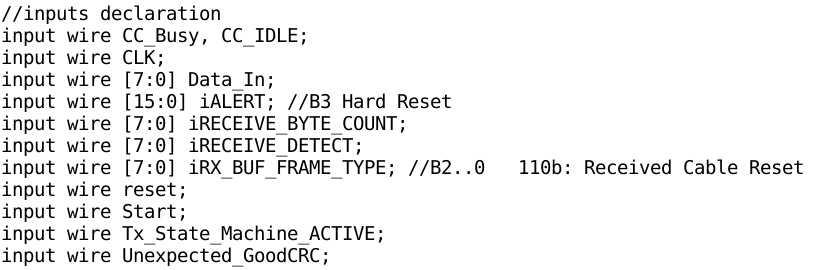 //inputs declaration
input wire CC_Busy, CC_IDLE;
input wire CLK;
input wire [7:0] Data_In;
input wire [15:0] iALERT; //B3 Hard Reset
input wire [7:0] iRECEIVE_BYTE_COUNT;
input wire [7:0] iRECEIVE_DETECT;
input wire [7:0] iRX_BUF_FRAME_TYPE; //B2..0   110b: Received Cable Reset
input wire reset;
input wire Start;
input wire Tx_State_Machine_ACTIVE;
input wire Unexpected_GoodCRC;